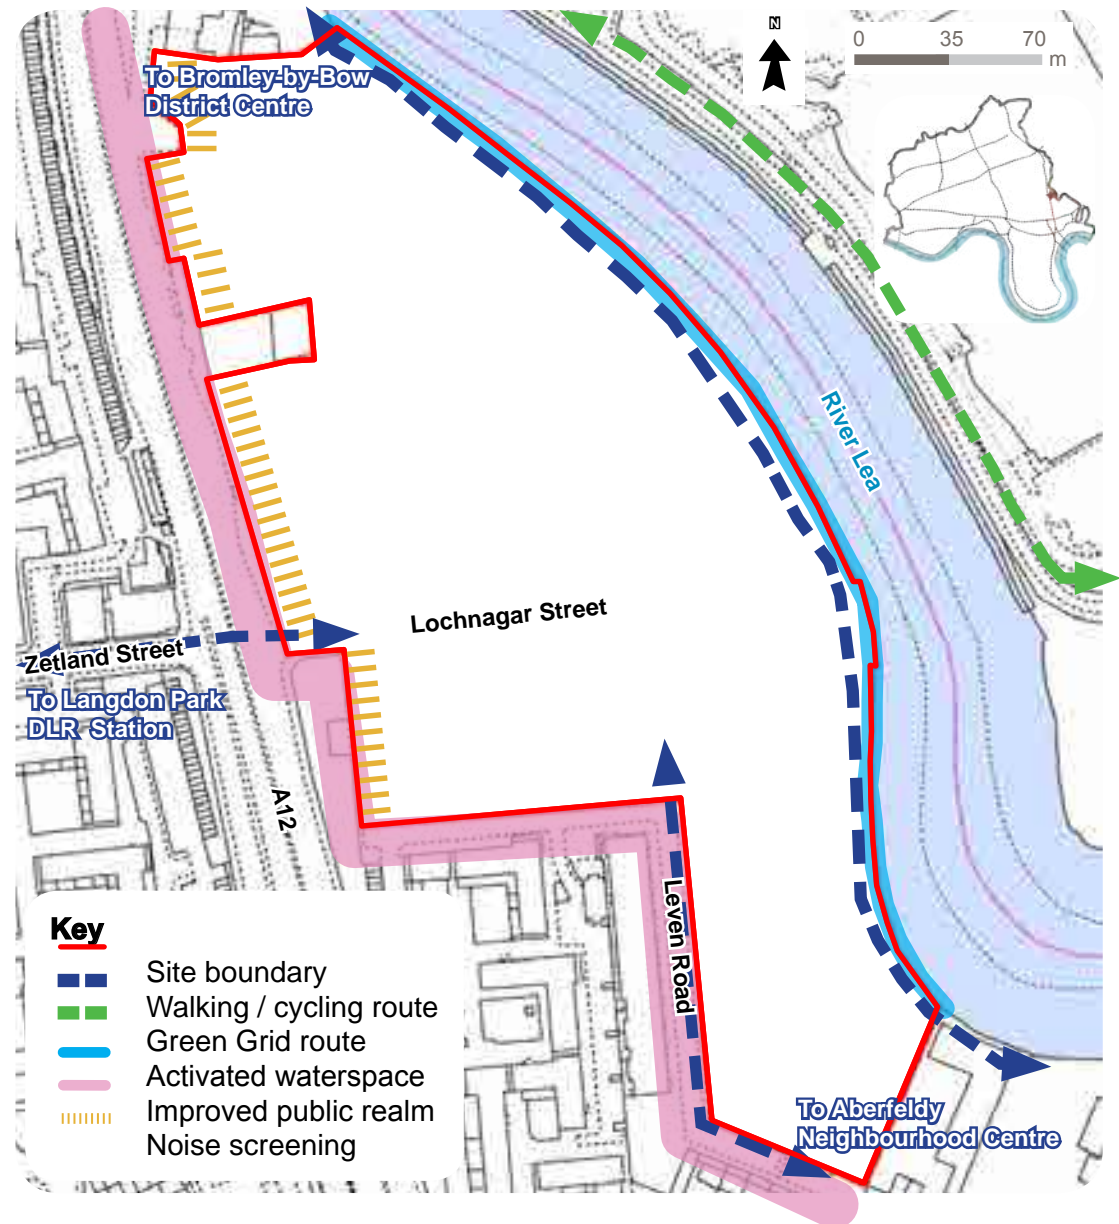 N
0 35 70
m
To Bromley-by-Bow
District Centre
River Lea
Lochnagar Street
Zetland Street
To Langdon Park
DLR Station
A12
Leven Road
Key
Site boundary
Walking / cycling route
Green Grid route
Activated waterspace
Improved public realm
Noise screening
To Aberfeldy
Neighbourhood Centre